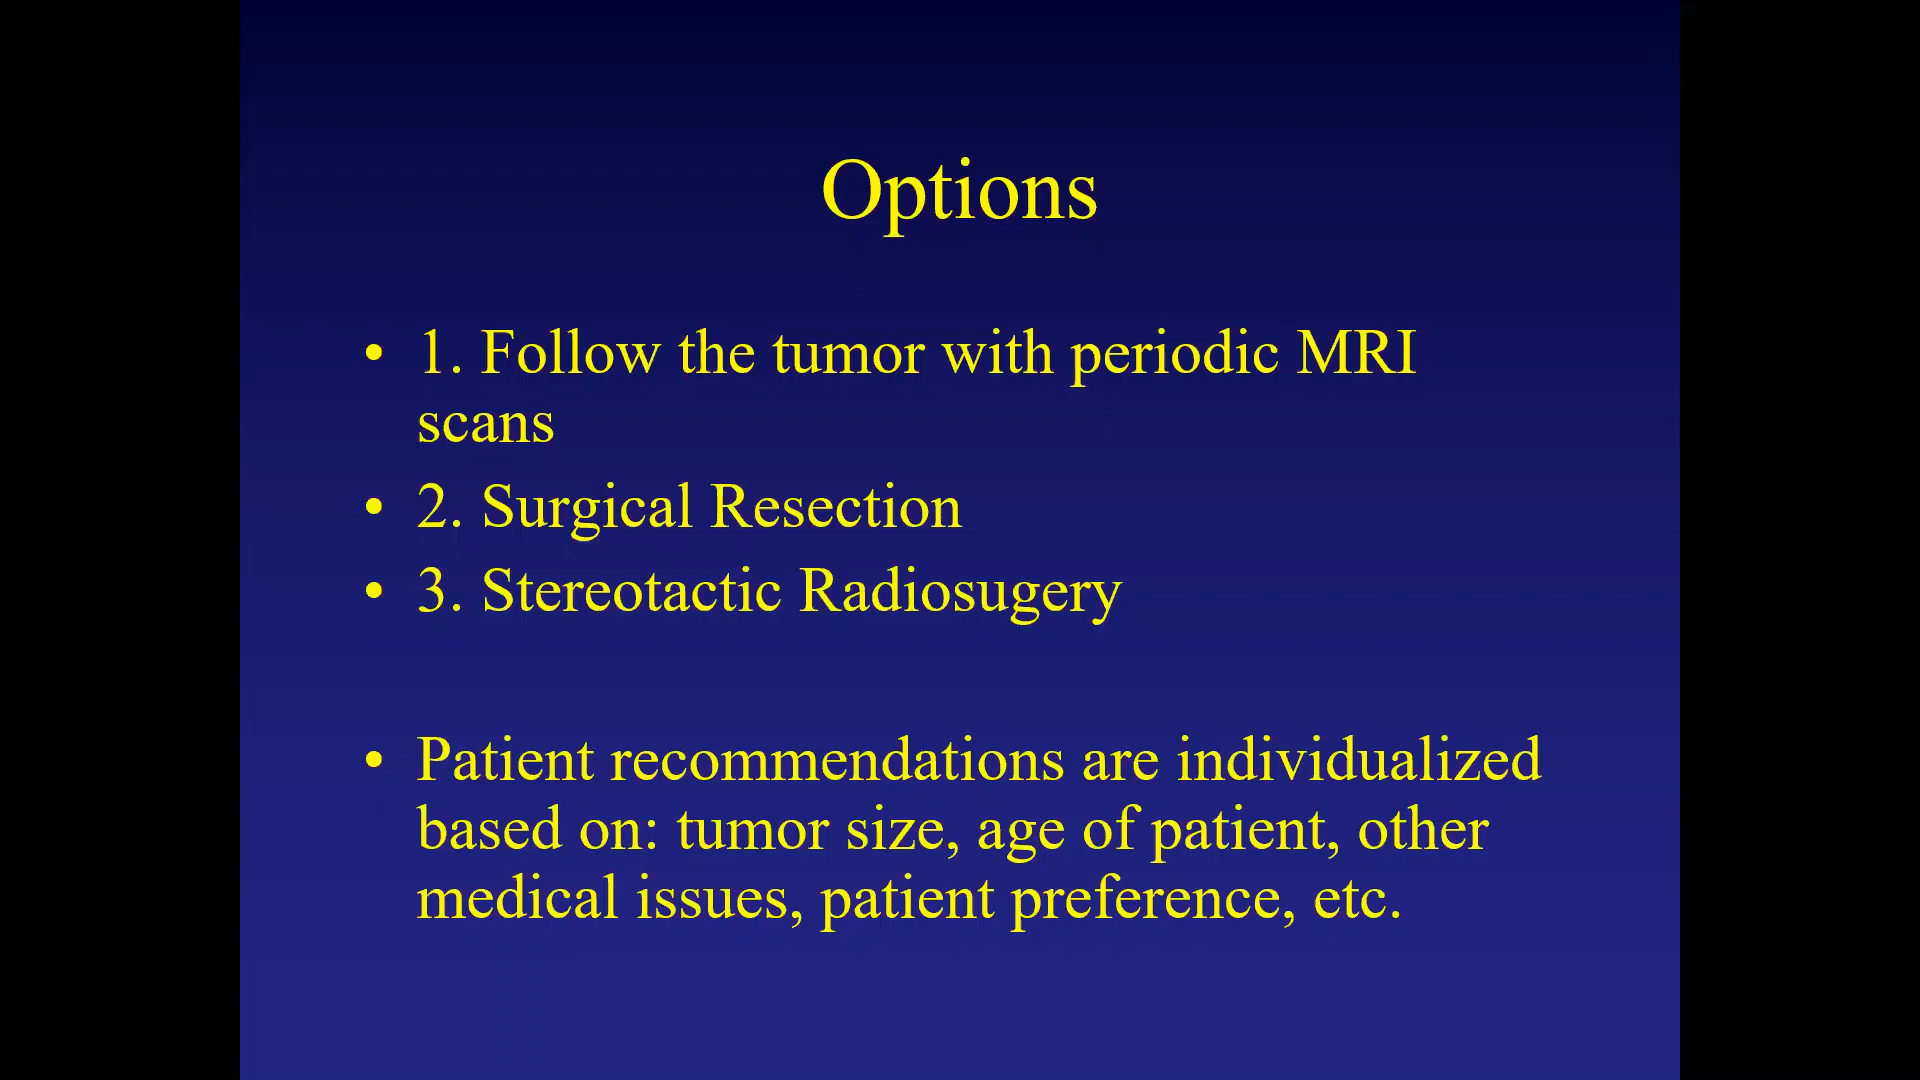 Options
• 1. Follow the tumor with periodic MRI
scans
• 2. Surgical Resection
• 3. Stereotactic Radiosugery
• Patient recommendations are individualized
based on: tumor size, age of patient, other
medical issues, patient preference, etc.